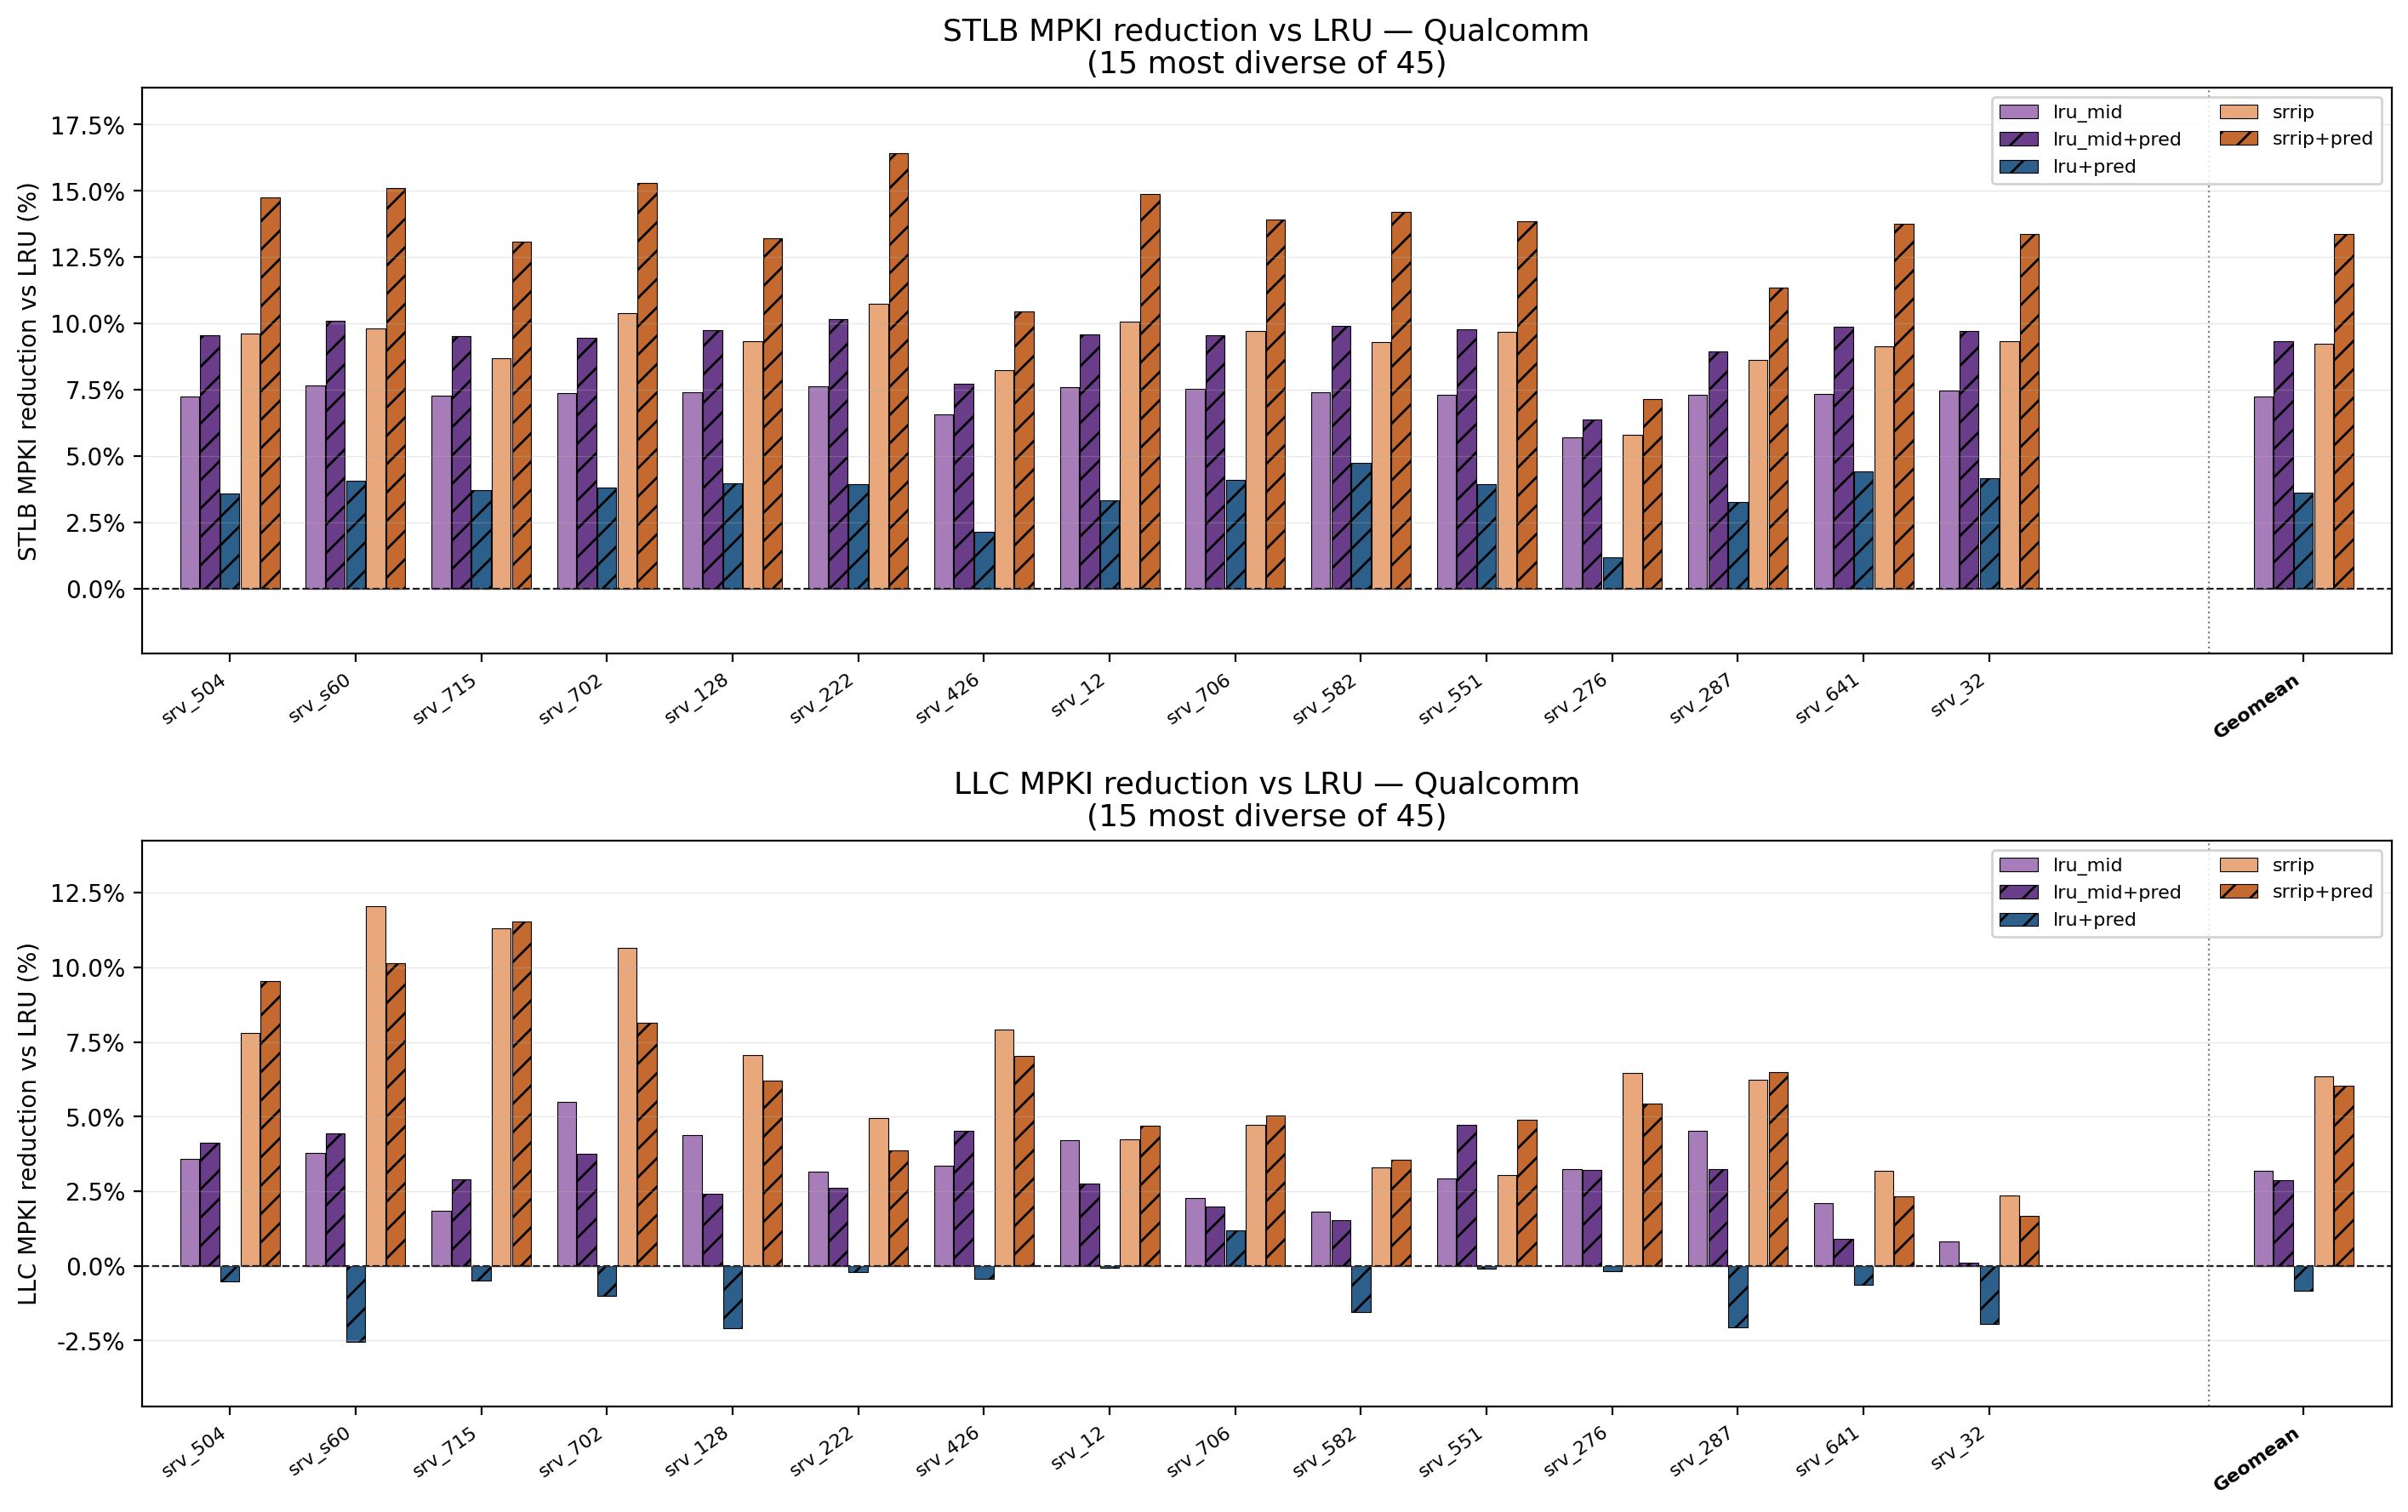 STLB MPKI reduction vs LRU — Qualcomm
(15 most diverse of 45)
STLB MPKI reduction vs LRU (%)
17.5%
15.0%
12.5%
10.0%
7.5%
5.0%
2.5%
0.0%
lru_mid
lru_mid+pred
lru+pred
srrip
srrip+pred
srv_504
srv_s60
srv_715
srv_702
srv_128
srv_222
srv_426
srv_12
srv_706
srv_582
srv_551
srv_276
srv_287
srv_641
srv_32
Geomean
LLC MPKI reduction vs LRU — Qualcomm
(15 most diverse of 45)
LLC MPKI reduction vs LRU (%)
12.5%
10.0%
7.5%
5.0%
2.5%
0.0%
-2.5%
lru_mid
lru_mid+pred
lru+pred
srrip
srrip+pred
srv_504
srv_s60
srv_715
srv_702
srv_128
srv_222
srv_426
srv_12
srv_706
srv_582
srv_551
srv_276
srv_287
srv_641
srv_32
Geomean